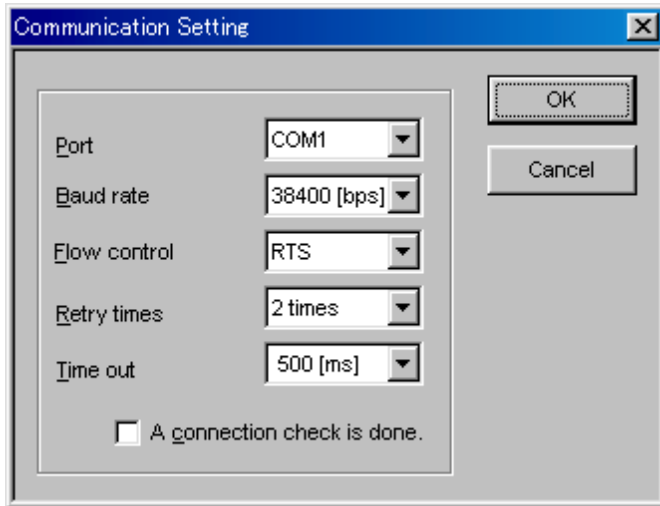 Communication Setting
Port COM1
Baud rate 38400 [bps]
Flow control RTS
Retry times 2 times
Time out 500 [ms]
A connection check is done.
OK
Cancel